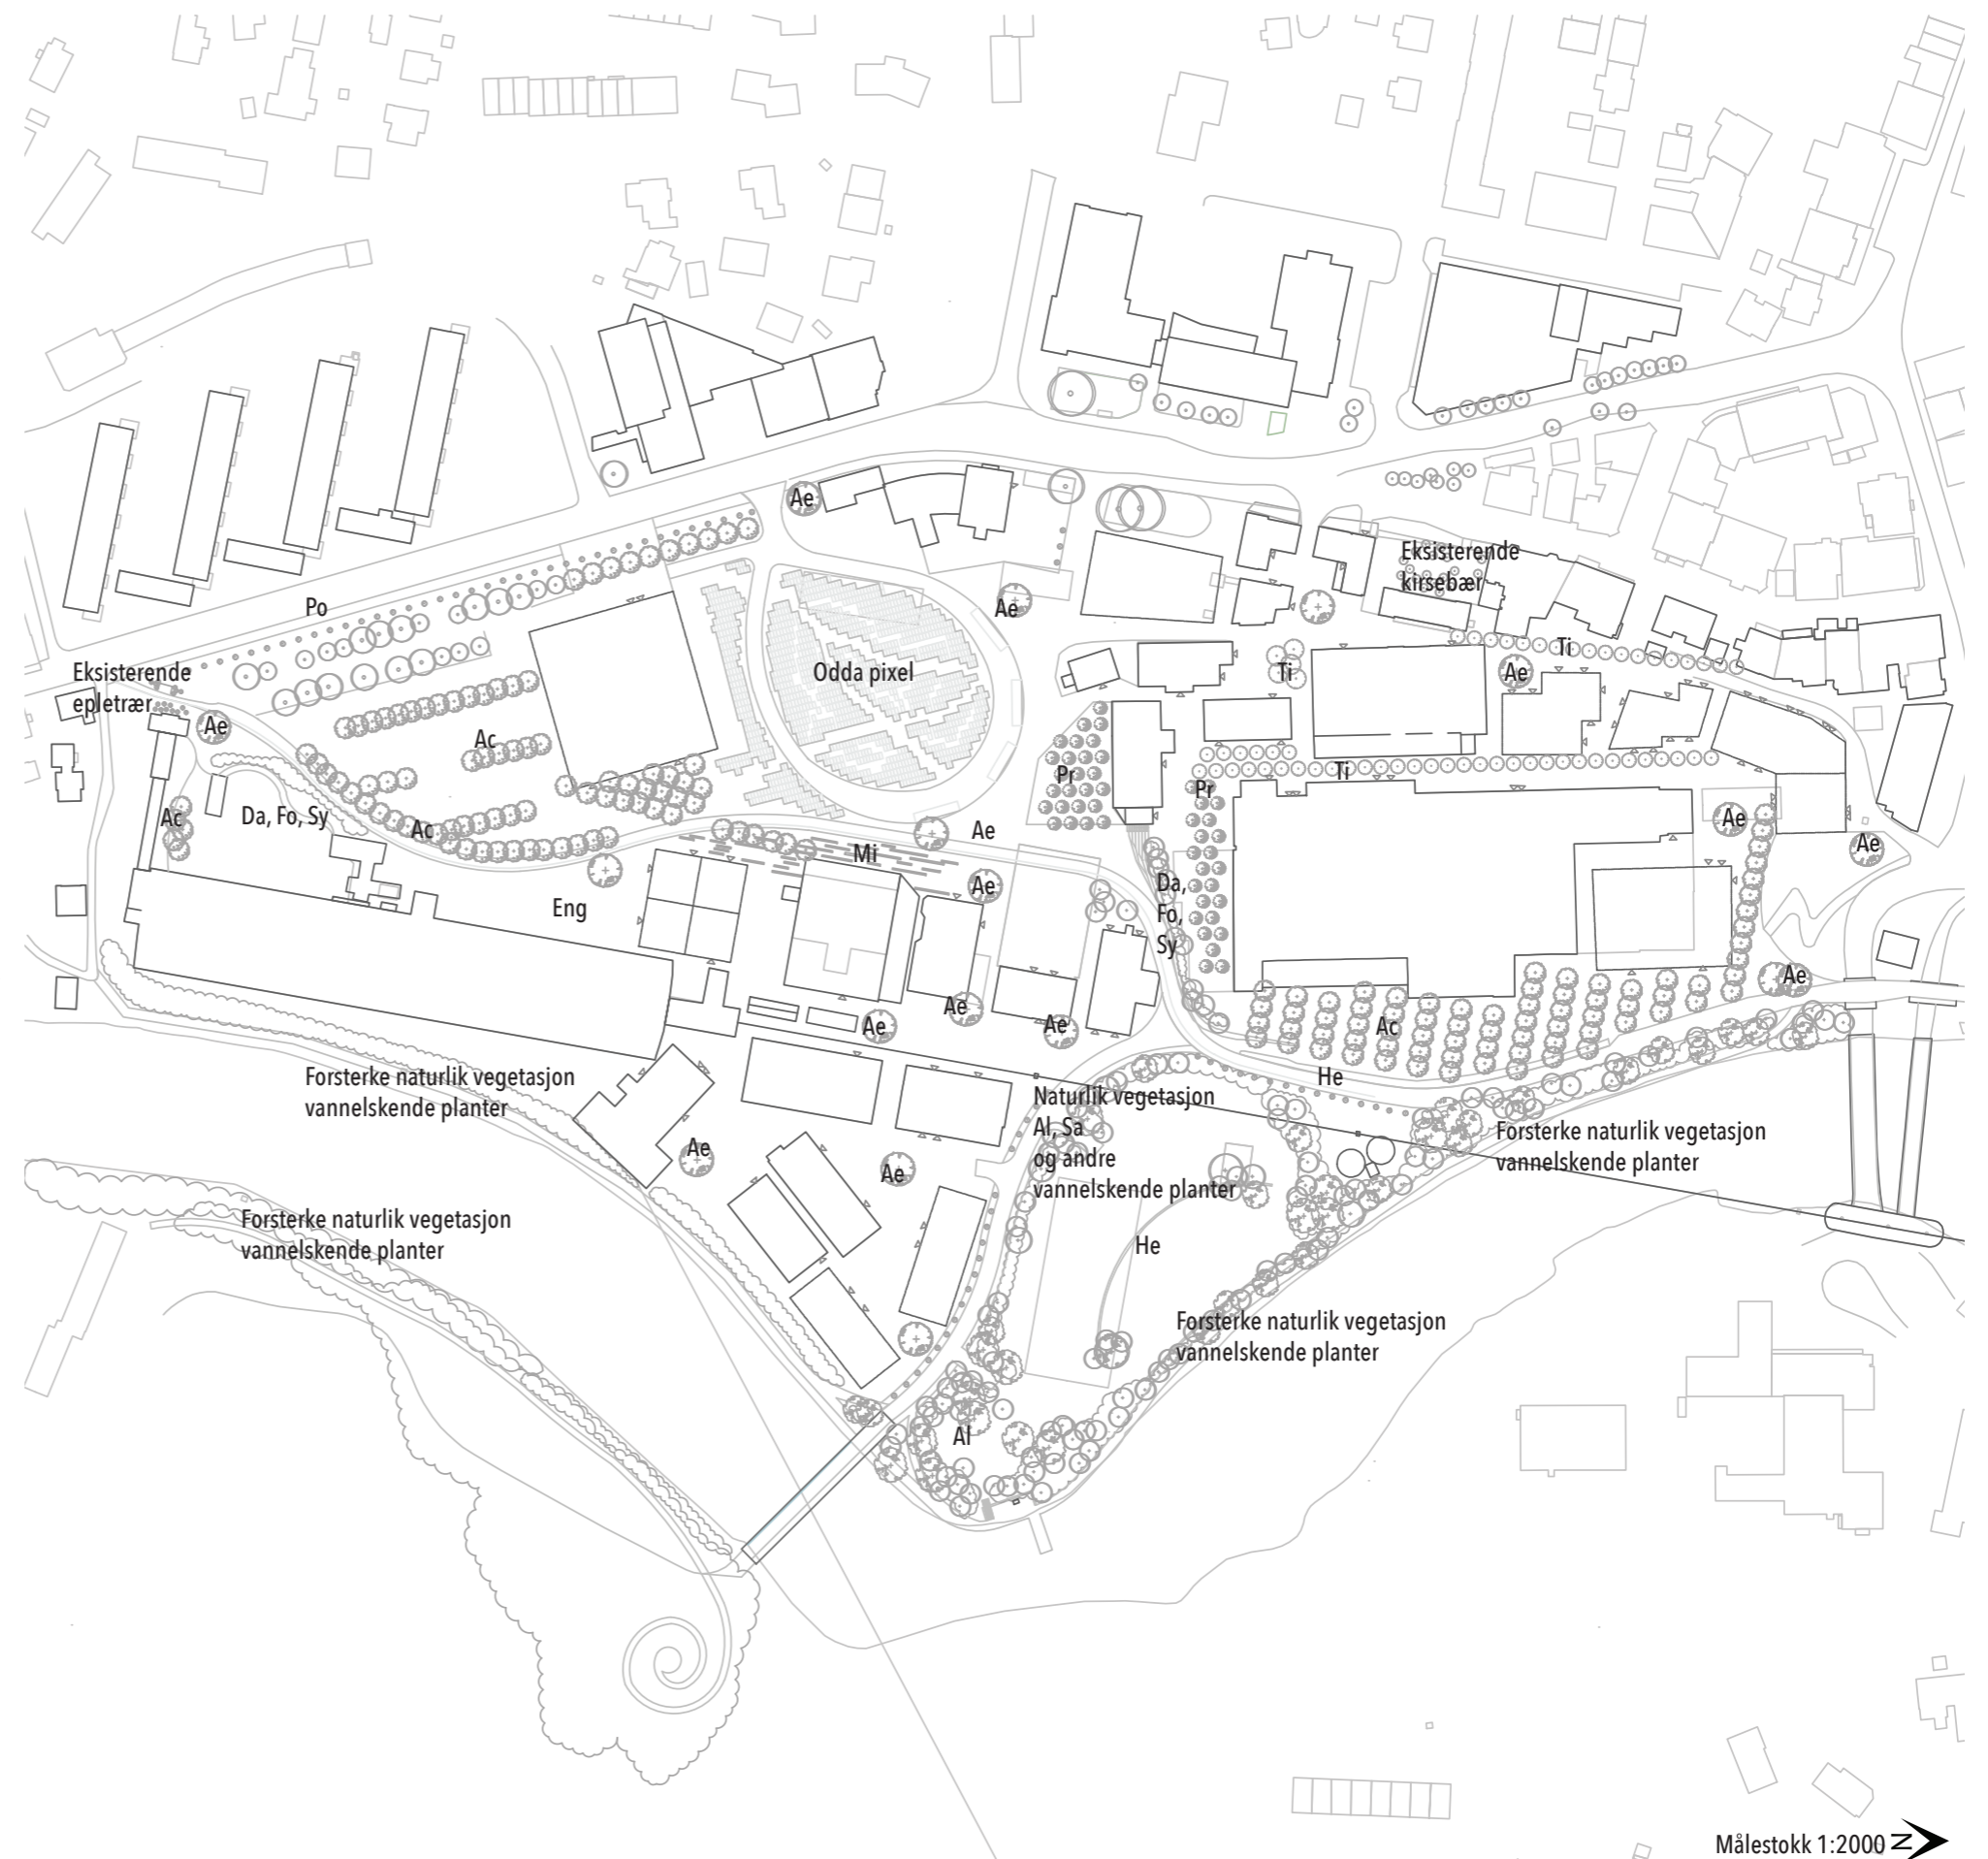 Ae
Eksisterende
kirsebær
Ae
Po
Ti
Eksisterende
epletrær
Odda pixel
Ti
Ae
Ae
Ac
Pr
Ti
Pr
Ac
Da, Fo, Sy
Ac
Ae
Ae
Ae
Mi
Ae
Da,
Fo,
Sy
Eng
Ae
Ae
Ae
Ae
Ac
Forsterke naturlik vegetasjon
vannelskende planter
He
Naturlik vegetasjon
Al, Sa
og andre
vannelskende planter
Forsterke naturlik vegetasjon
vannelskende planter
Ae
Ae
Forsterke naturlik vegetasjon
vannelskende planter
He
Forsterke naturlik vegetasjon
vannelskende planter
Al
Målestokk 1:2000 N